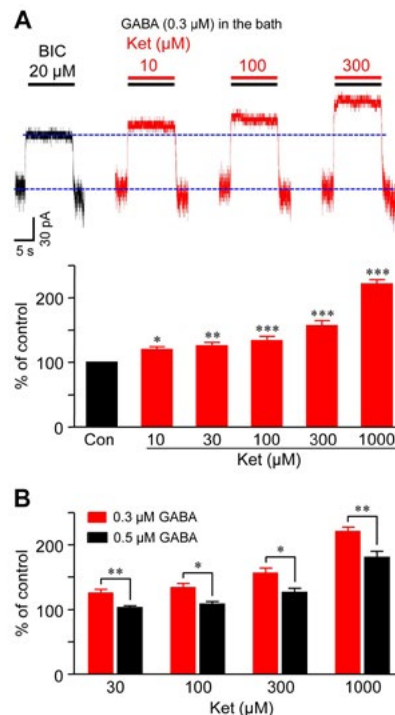 A
GABA (0.3 µM) in the bath
BIC
20 µM
Ket (µM)
10
100
300
5 s
30 pA
% of control
200
100
0
*
**
***
***
***
Con
10
30
100
300
1000
Ket (µM)
B
0.3 µM GABA
0.5 µM GABA
% of control
200
100
0
**
*
*
**
30
100
300
1000
Ket (µM)